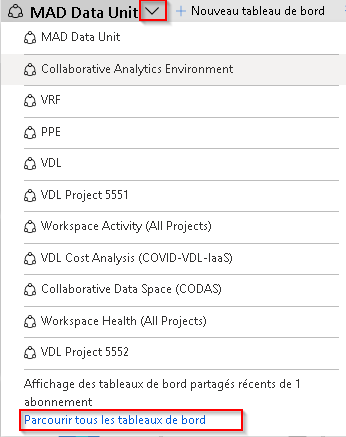 MAD Data Unit + Nouveau tableau de bord
MAD Data Unit
Collaborative Analytics Environment
VRF
PPE
VDL
VDL Project 5551
Workspace Activity (All Projects)
VDL Cost Analysis (COVID-VDL-IaaS)
Collaborative Data Space (CODAS)
Workspace Health (All Projects)
VDL Project 5552
Affichage des tableaux de bord partagés récents de 1
abonnement
Parcourir tous les tableaux de bord